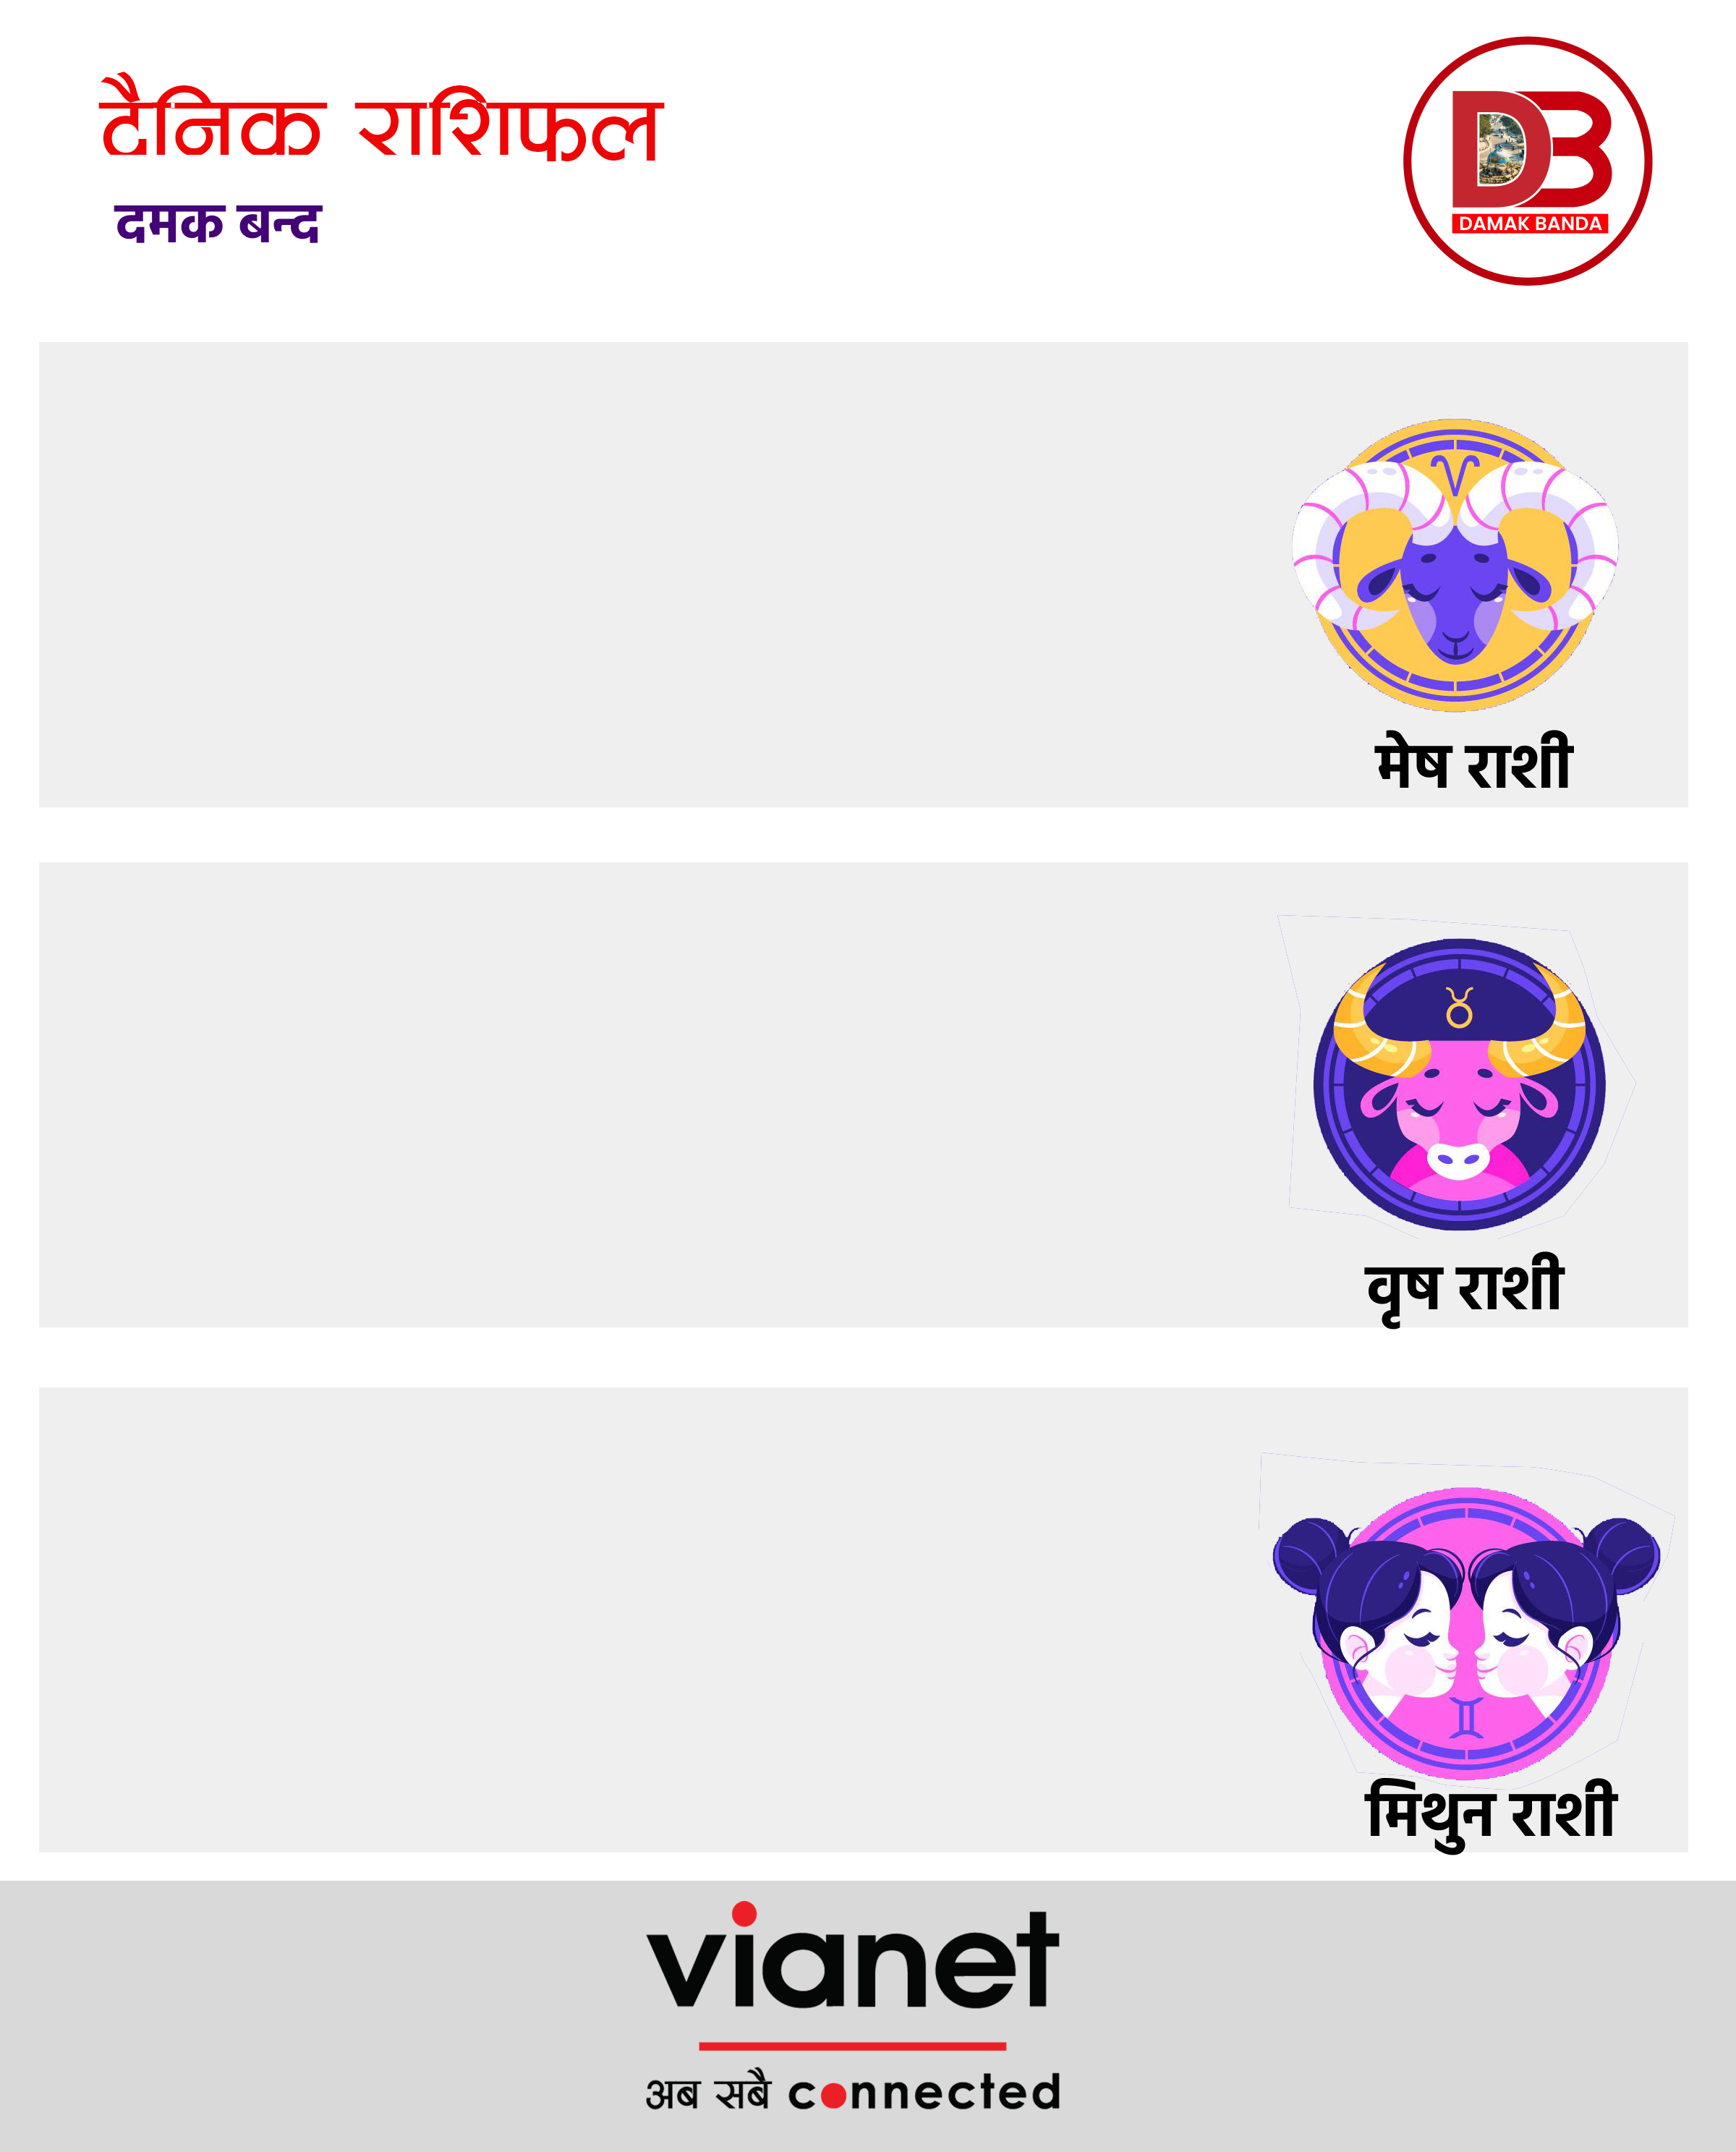 दैनिक राशिफल
दमक बन्द
DB
DAMAK BANDA
मेष राशी
वृष राशी
मिथुन राशी
vianet
अब सबै connected